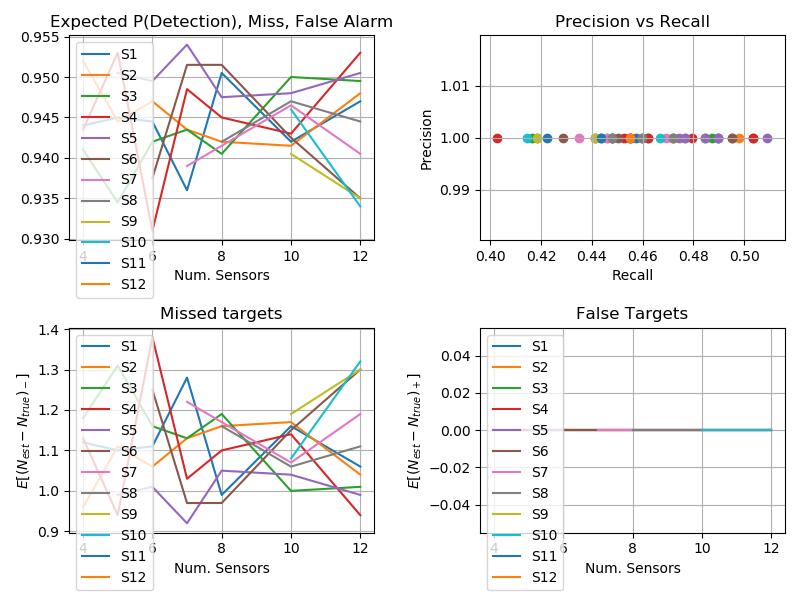 Expected P(Detection), Miss, False Alarm
0.955
0.950
0.945
0.940
0.935
0.930
S1
S2
S3
S4
S5
S6
S7
S8
S9
S10
S11
S12
4 6 8 10 12
Num. Sensors
Precision vs Recall
Precision
1.01
1.00
0.99
0.40 0.42 0.44 0.46 0.48 0.50
Recall
Missed targets
E[(N_est − N_true)_−]
1.4
1.3
1.2
1.1
1.0
0.9
S1
S2
S3
S4
S5
S6
S7
S8
S9
S10
S11
S12
4 6 8 10 12
Num. Sensors
False Targets
E[(N_est − N_true)_+]
0.04
0.02
0.00
−0.02
−0.04
S1
S2
S3
S4
S5
S6
S7
S8
S9
S10
S11
S12
4 6 8 10 12
Num. Sensors